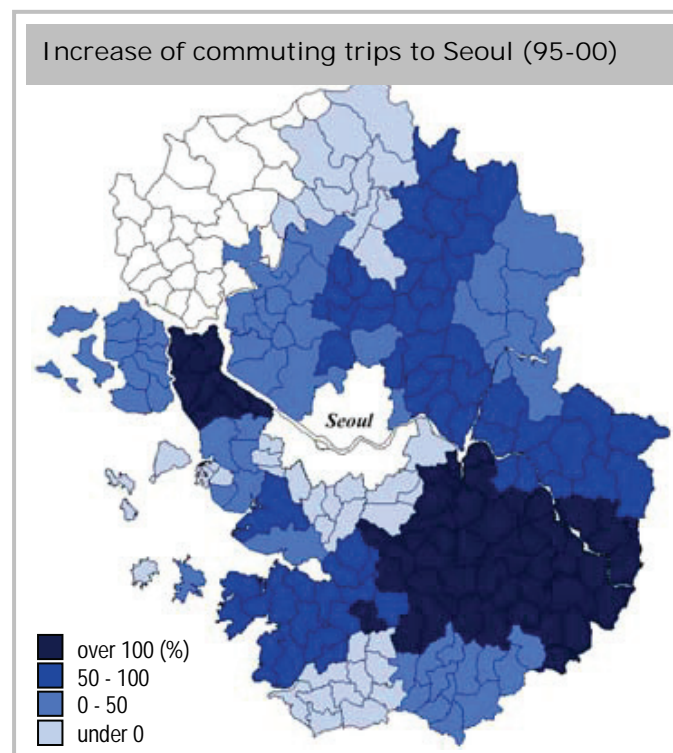 Increase of commuting trips to Seoul (95-00)
Seoul
over 100 (%)
50 - 100
0 - 50
under 0